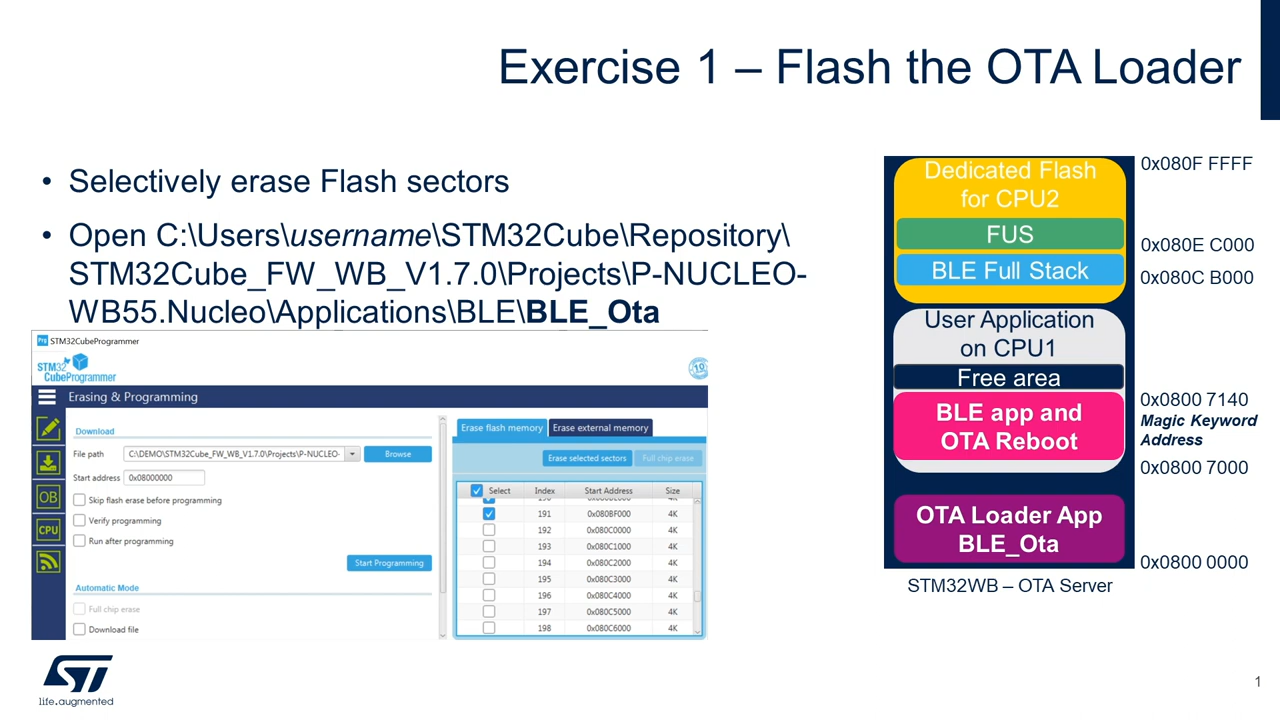 Exercise 1 – Flash the OTA Loader
• Selectively erase Flash sectors
• Open C:\Users\username\STM32Cube\Repository\
STM32Cube_FW_WB_V1.7.0\Projects\P-NUCLEO-
WB55.Nucleo\Applications\BLE\BLE_Ota
Prg STM32CubeProgrammer
STM32
CubeProgrammer
Erasing & Programming
Download
File path C:\DEMO\STM32Cube_FW_WB_V1.7.0\Projects\P-NUCLEO- Browse
Start address 0x08000000
Skip flash erase before programming
Verify programming
Run after programming
Start Programming
Automatic Mode
Full chip erase
Download file
OB
CPU
Erase flash memory Erase external memory
Erase selected sectors Full chip erase
Select Index Start Address Size
191 0x080BF000 4K
192 0x080C0000 4K
193 0x080C1000 4K
194 0x080C2000 4K
195 0x080C3000 4K
196 0x080C4000 4K
197 0x080C5000 4K
198 0x080C6000 4K
Dedicated Flash
for CPU2
FUS
BLE Full Stack
User Application
on CPU1
Free area
BLE app and
OTA Reboot
OTA Loader App
BLE_Ota
0x080F FFFF
0x080E C000
0x080C B000
0x0800 7140
Magic Keyword
Address
0x0800 7000
0x0800 0000
STM32WB – OTA Server
ST
life.augmented
1